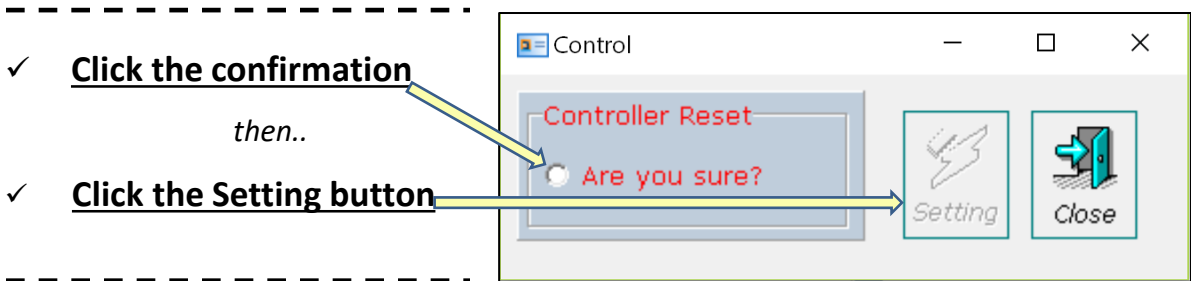 ✓ Click the confirmation
then..
✓ Click the Setting button
Control
Controller Reset
Are you sure?
Setting
Close